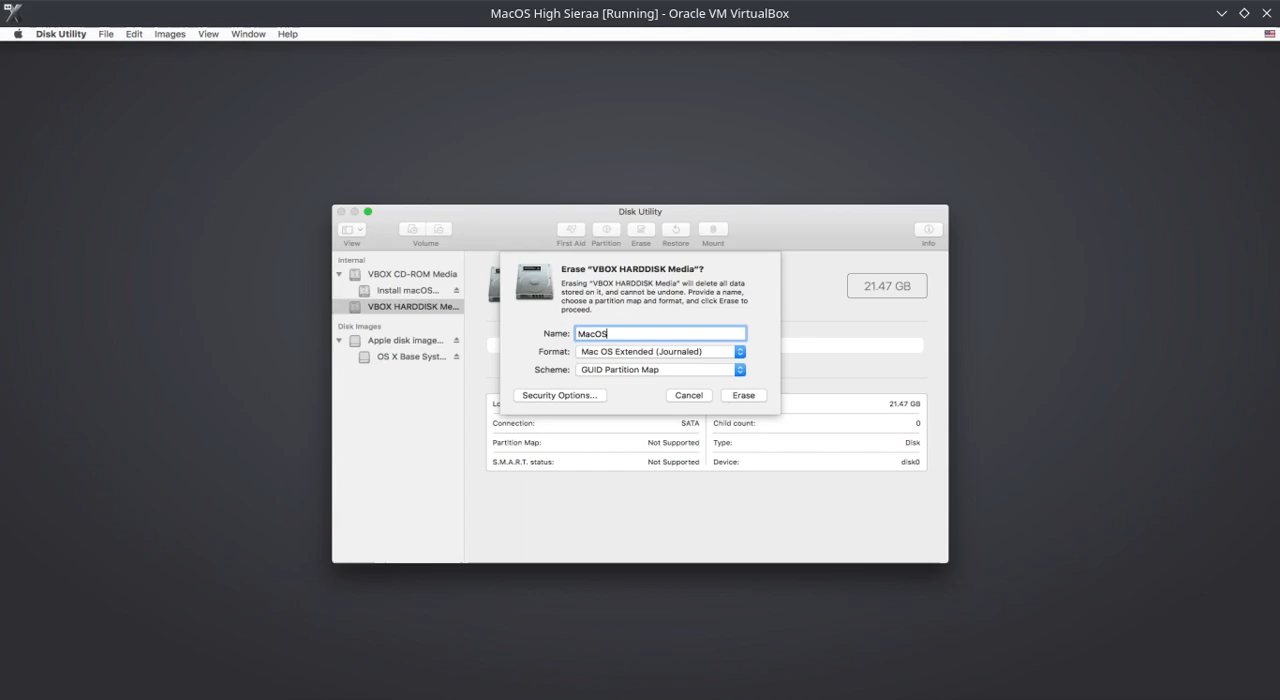 MacOS High Sieraa [Running] - Oracle VM VirtualBox
Disk Utility File Edit Images View Window Help
Disk Utility
View Volume First Aid Partition Erase Restore Mount Info
Internal
VBOX CD-ROM Media
Install macOS...
VBOX HARDDISK Me...
Disk Images
Apple disk image...
OS X Base Syst...
Erase "VBOX HARDDISK Media"?
Erasing "VBOX HARDDISK Media" will delete all data
stored on it, and cannot be undone. Provide a name,
choose a partition map and format, and click Erase to
proceed.
Name: MacOS
Format: Mac OS Extended (Journaled)
Scheme: GUID Partition Map
Security Options... Cancel Erase
21.47 GB
Lo 21.47 GB
Connection: SATA Child count: 0
Partition Map: Not Supported Type: Disk
S.M.A.R.T. status: Not Supported Device: disk0